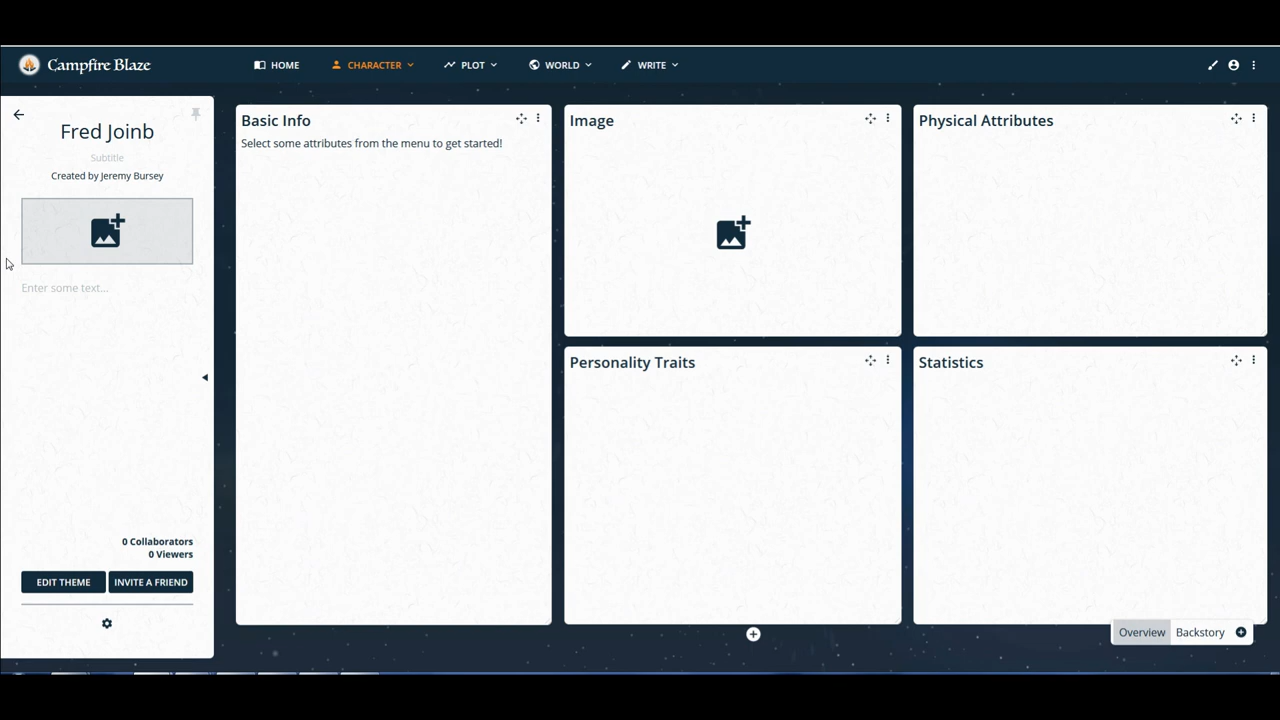 Campfire Blaze
HOME
CHARACTER
PLOT
WORLD
WRITE
Fred Joinb
Subtitle
Created by Jeremy Bursey
Enter some text...
0 Collaborators
0 Viewers
EDIT THEME
INVITE A FRIEND
Basic Info
Select some attributes from the menu to get started!
Image
Physical Attributes
Personality Traits
Statistics
Overview
Backstory